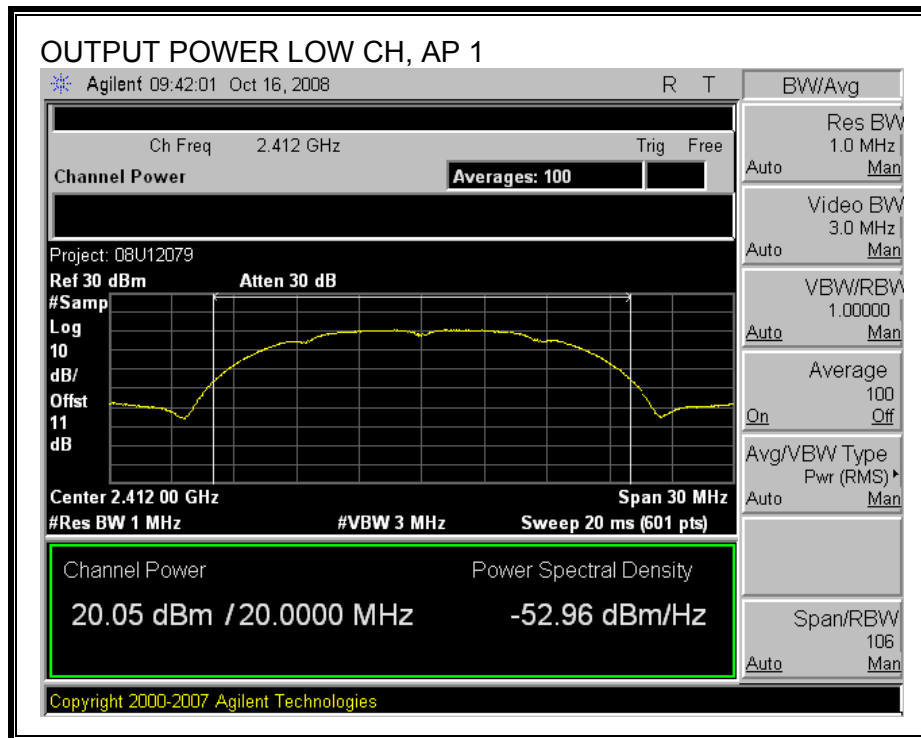 OUTPUT POWER LOW CH, AP 1
Agilent 09:42:01 Oct 16, 2008 R T
BW/Avg
Ch Freq 2.412 GHz Trig Free
Channel Power Averages: 100
Res BW
1.0 MHz
Auto Man
Video BW
3.0 MHz
Auto Man
VBW/RBW
1.00000
Auto Man
Average
100
On Off
Avg/VBW Type
Pwr (RMS)
Auto Man
Span/RBW
106
Auto Man
Project: 08U12079
Ref 30 dBm Atten 30 dB
#Samp
Log
10
dB/
Offst
11
dB
Center 2.412 00 GHz Span 30 MHz
#Res BW 1 MHz #VBW 3 MHz Sweep 20 ms (601 pts)
Channel Power Power Spectral Density
20.05 dBm / 20.0000 MHz -52.96 dBm/Hz
Copyright 2000-2007 Agilent Technologies